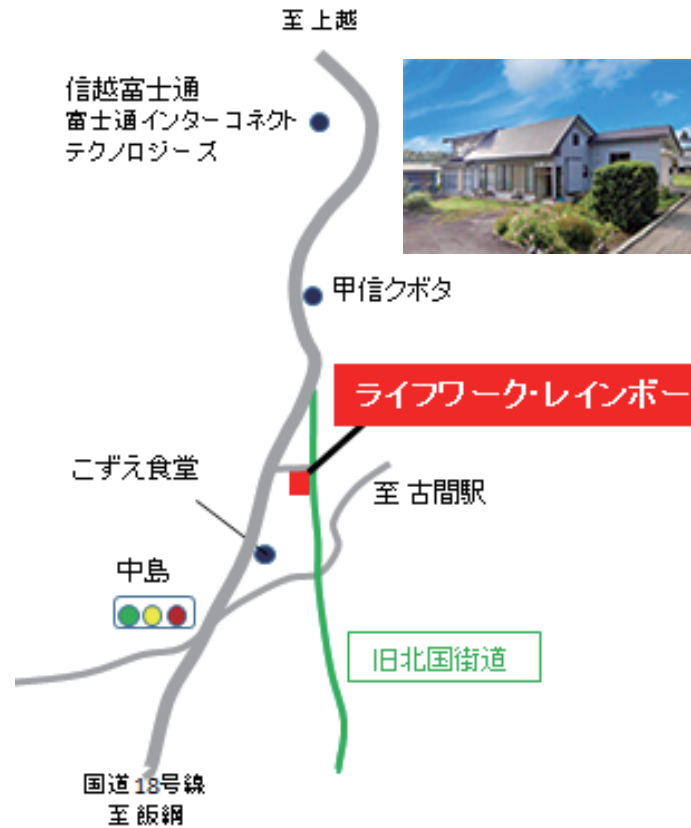 至 上越
信越富士通
富士通インターコネクト
テクノロジーズ
甲信クボタ
ライフワーク・レインボー
こずえ食堂
至 古間駅
中島
旧北国街道
国道18号線
至 飯綱